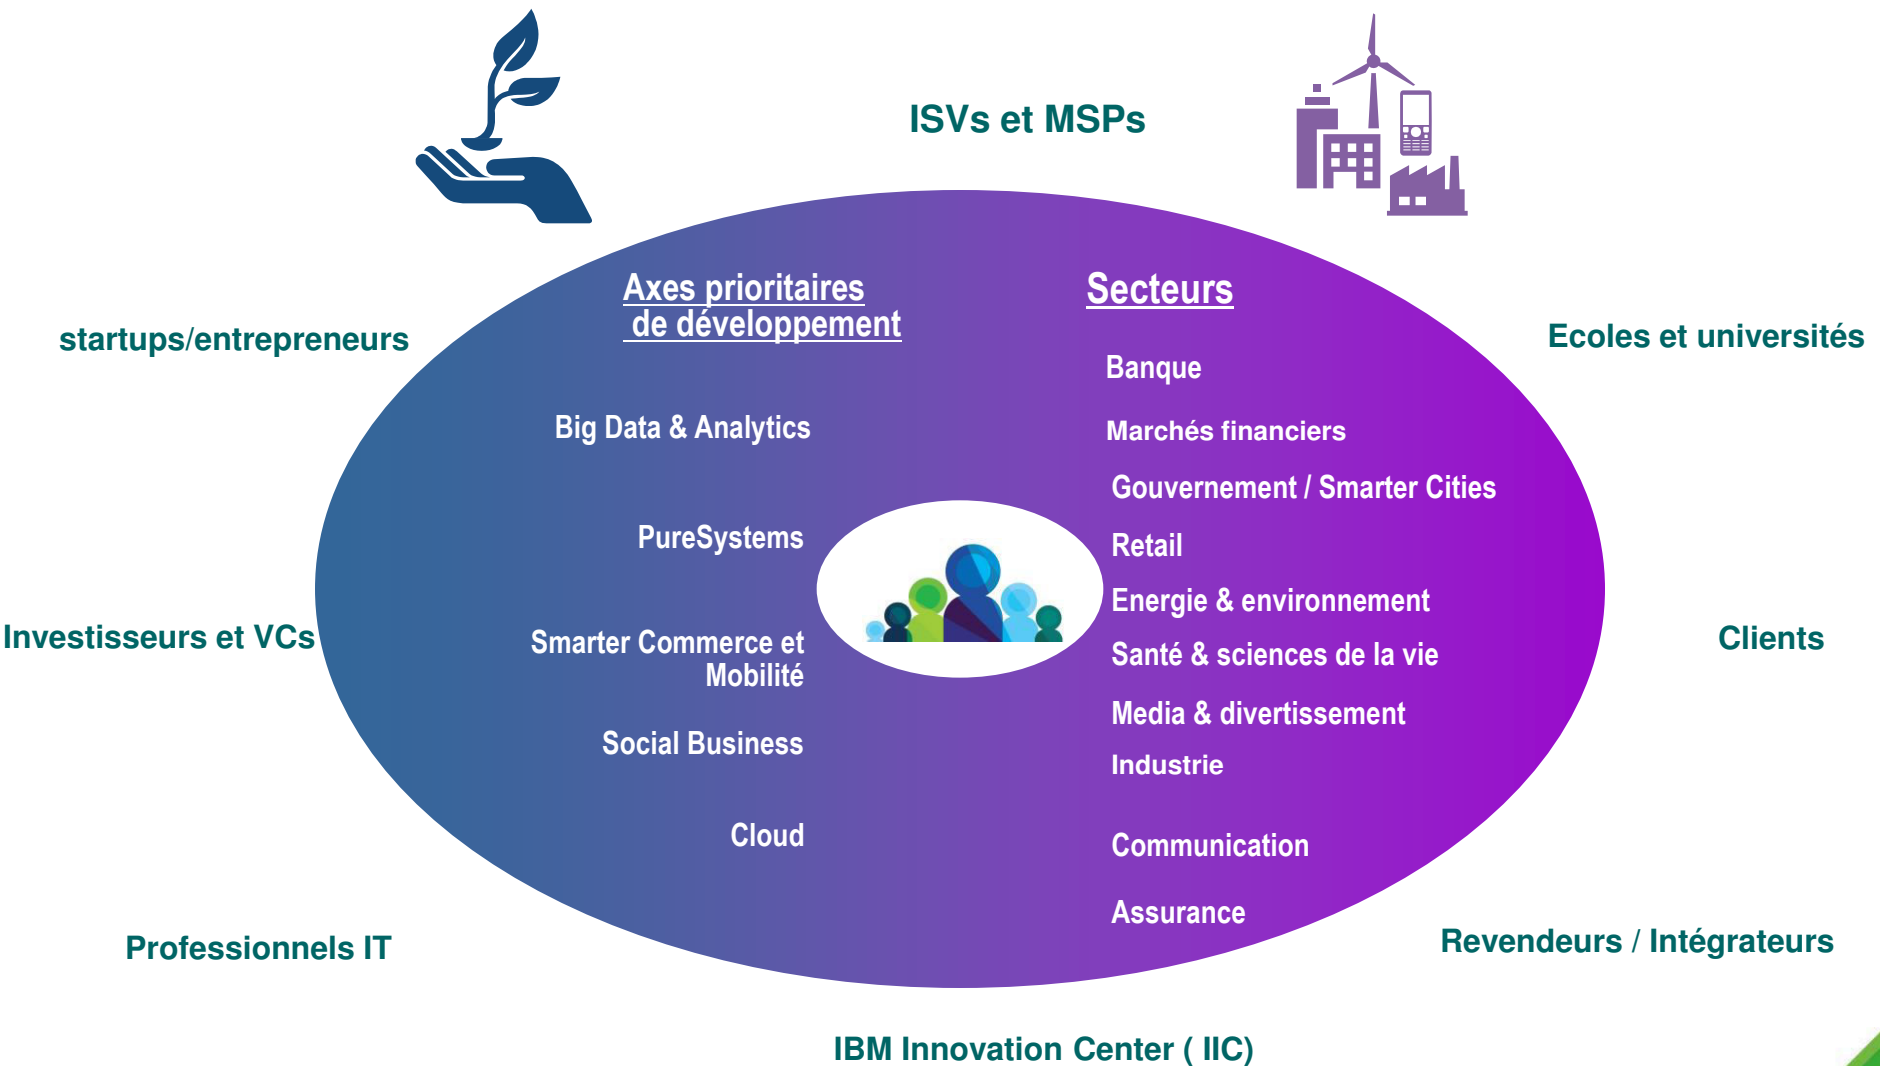 ISVs et MSPs
startups/entrepreneurs
Ecoles et universités
Investisseurs et VCs
Clients
Professionnels IT
Revendeurs / Intégrateurs
IBM Innovation Center ( IIC)
Axes prioritaires
de développement
Big Data & Analytics
PureSystems
Smarter Commerce et
Mobilité
Social Business
Cloud
Secteurs
Banque
Marchés financiers
Gouvernement / Smarter Cities
Retail
Energie & environnement
Santé & sciences de la vie
Media & divertissement
Industrie
Communication
Assurance